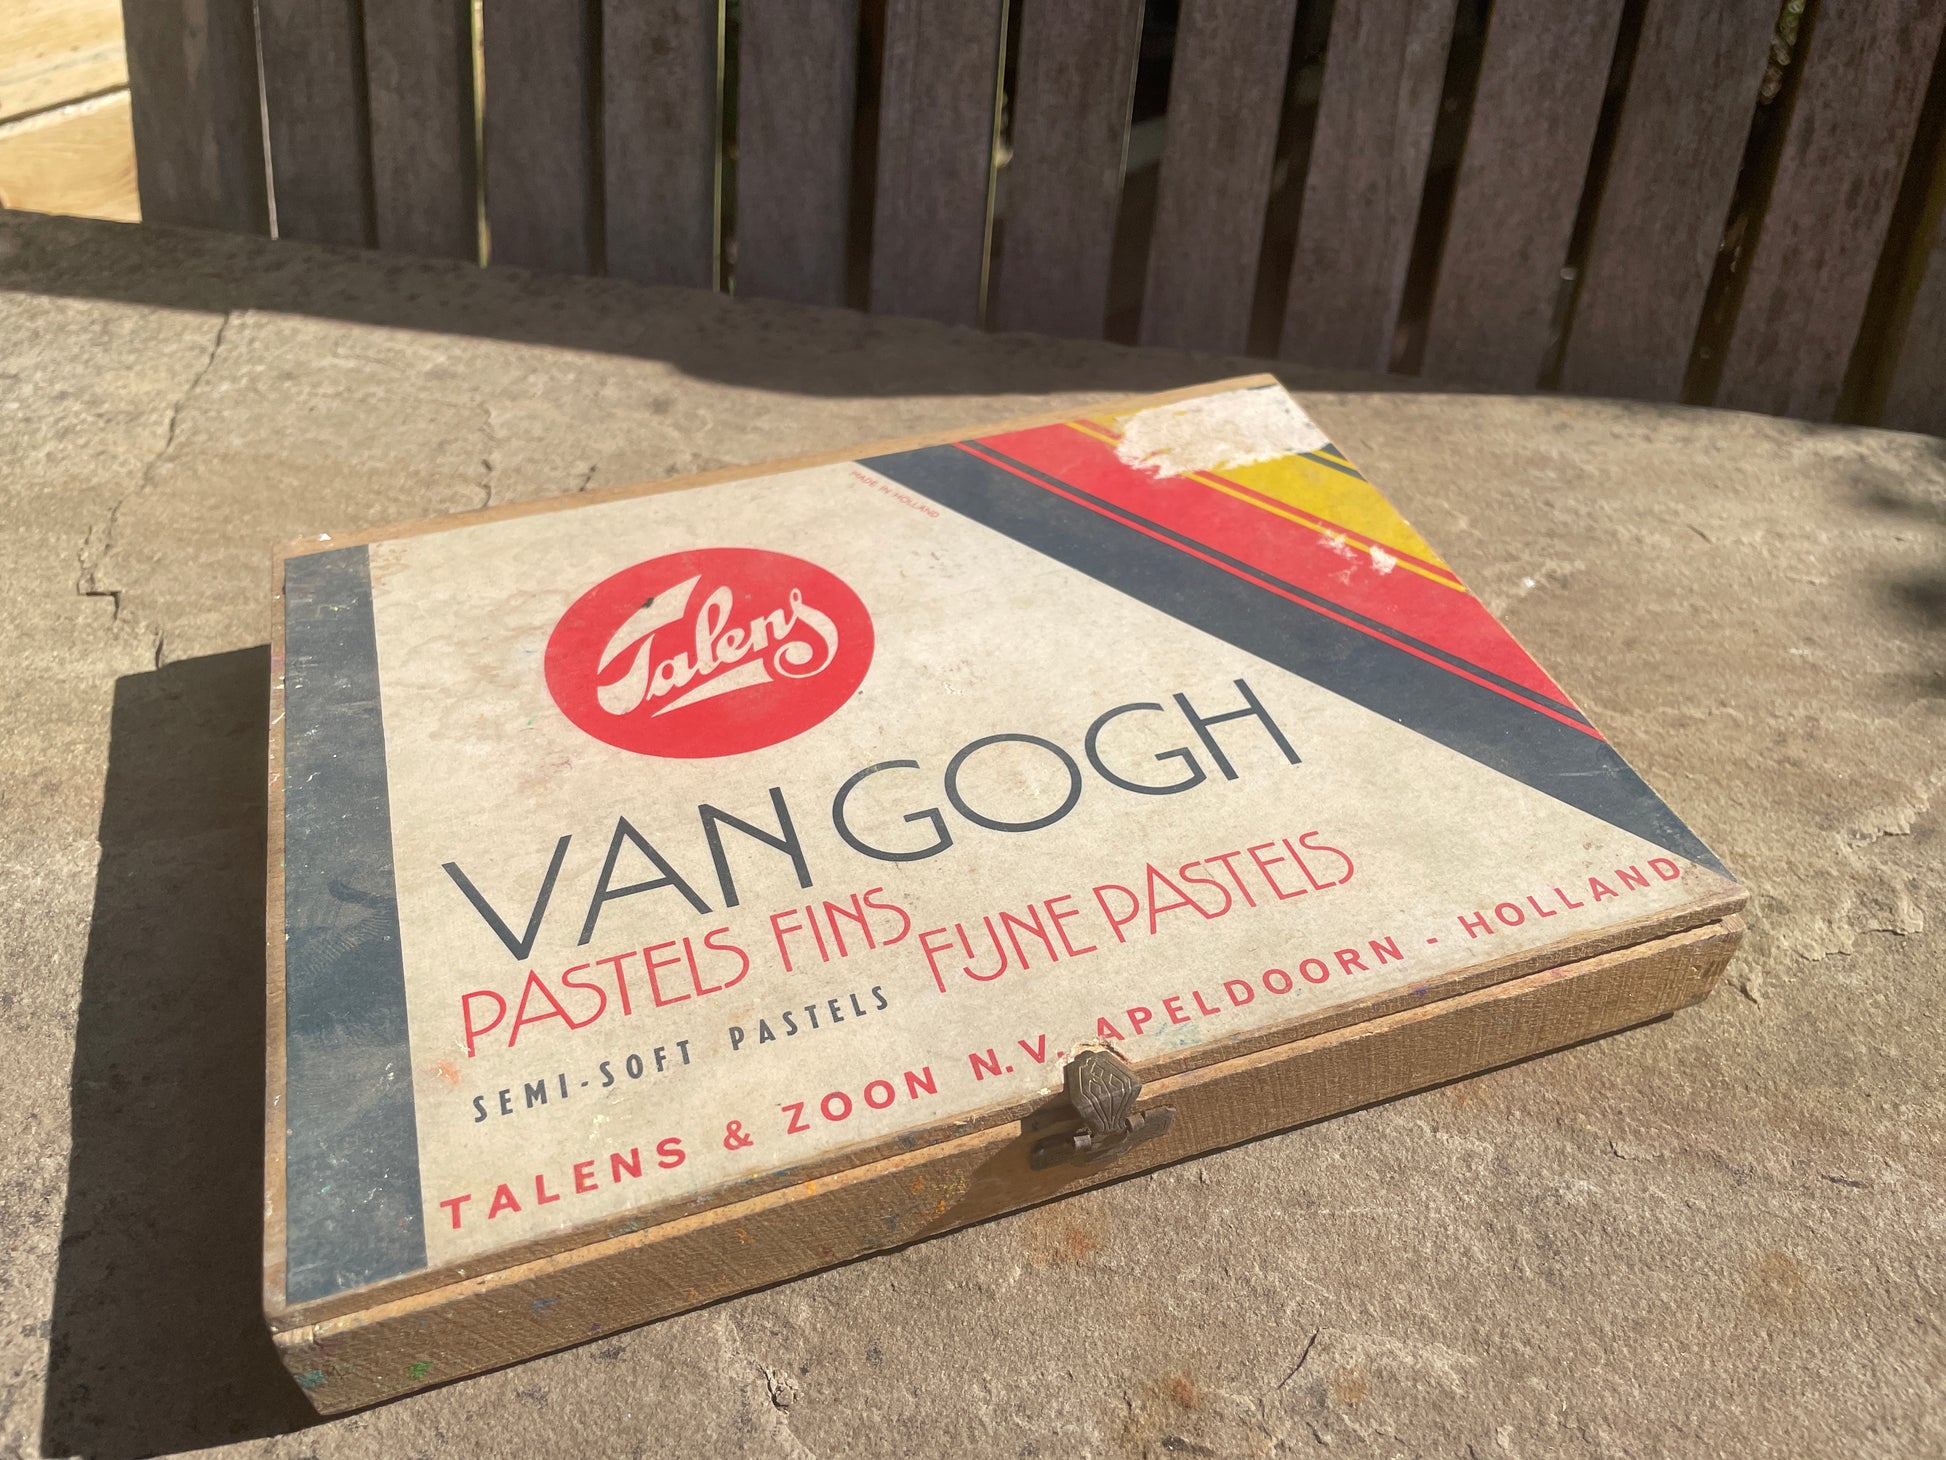 MADE IN HOLLAND
Talens
VAN GOGH
PASTELS FINS FIJNE PASTELS
SEMI-SOFT PASTELS
TALENS & ZOON N.V. APELDOORN - HOLLAND